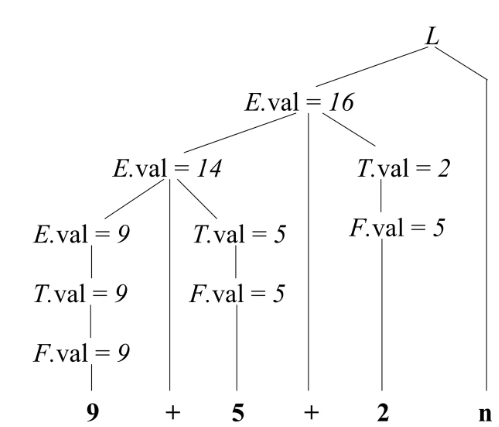 L
E.val = 16
E.val = 14
T.val = 2
E.val = 9
T.val = 5
F.val = 5
T.val = 9
F.val = 5
F.val = 9
9 + 5 + 2 n